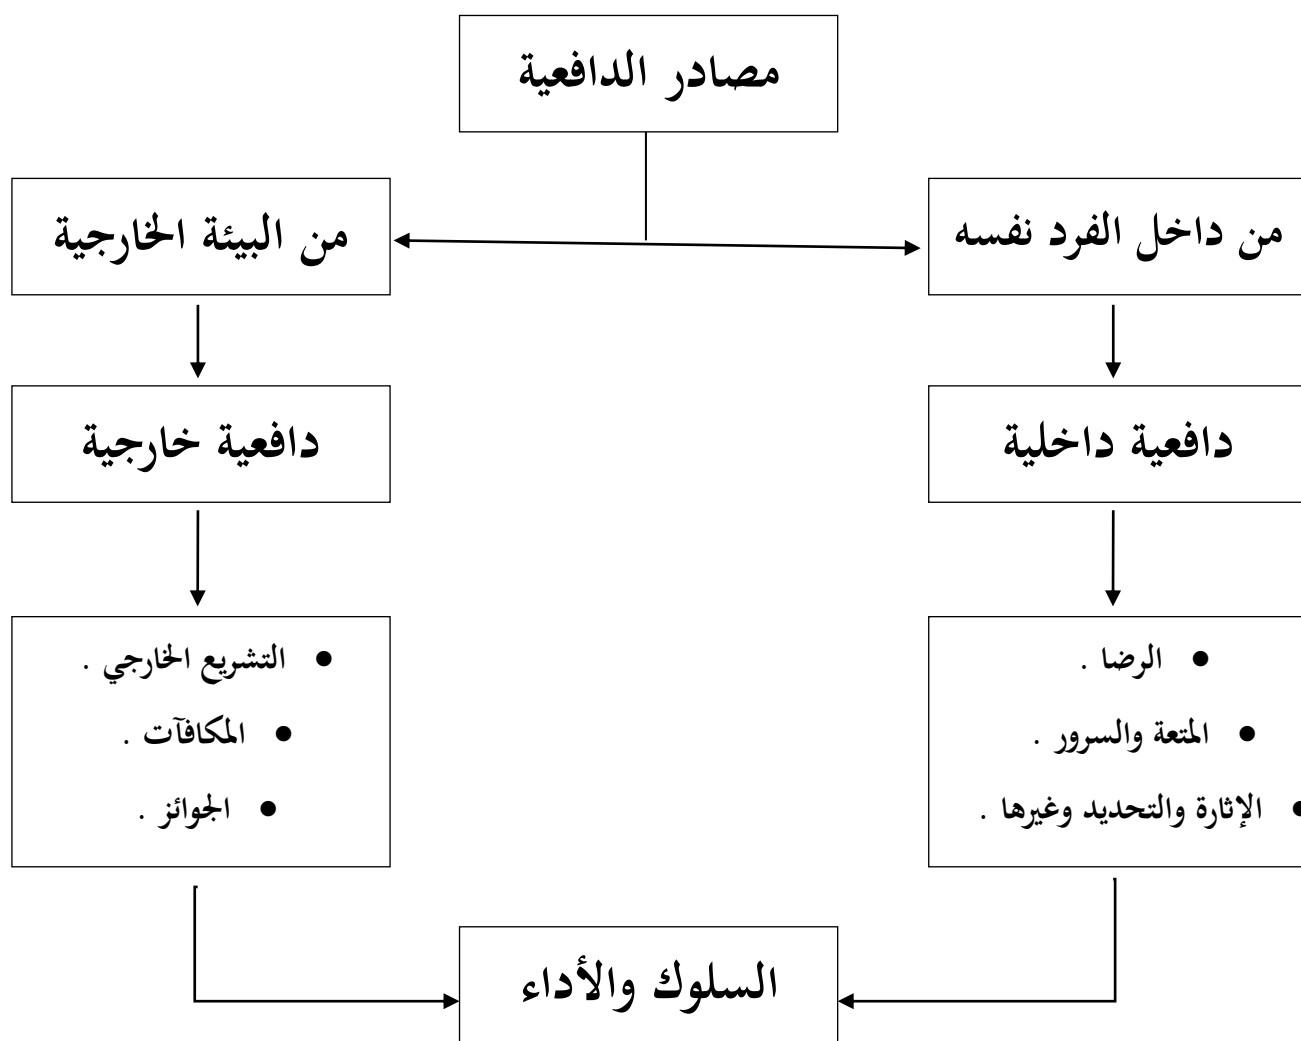 مصادر الدافعية
من داخل الفرد نفسه
من البيئة الخارجية
دافعية داخلية
دافعية خارجية
● الرضا .
● المتعة والسرور .
● الإثارة والتحديد وغيرها .
● التشريع الخارجي .
● المكافآت .
● الجوائز .
السلوك والأداء